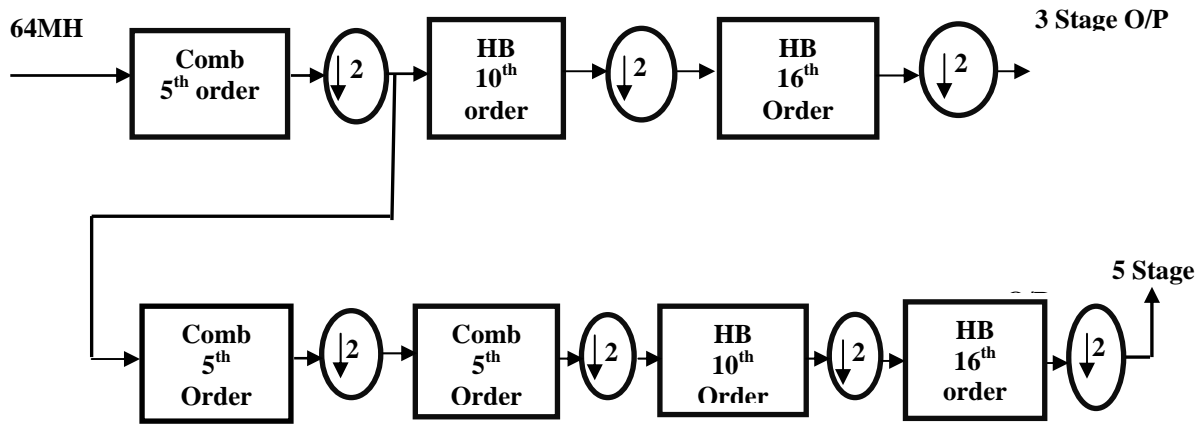 64MH
3 Stage O/P
Comb
5th order
2
HB
10th
order
2
HB
16th
Order
2
5 Stage
Comb
5th
Order
2
Comb
5th
Order
2
HB
10th
Order
2
HB
16th
order
2